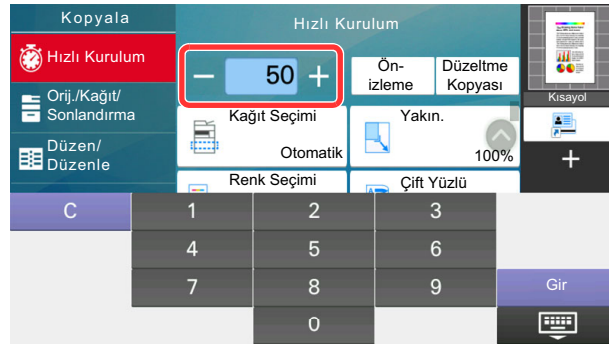 Kopyala
Hızlı Kurulum
Hızlı Kurulum
− 50 +
Ön-
izleme
Düzeltme
Kopyası
Orij./Kağıt/
Sonlandırma
Kısayol
Kağıt Seçimi
Otomatik
Yakın.
100%
Düzen/
Düzenle
+
Renk Seçimi
Çift Yüzlü
C
1 2 3
4 5 6
7 8 9
Gir
0